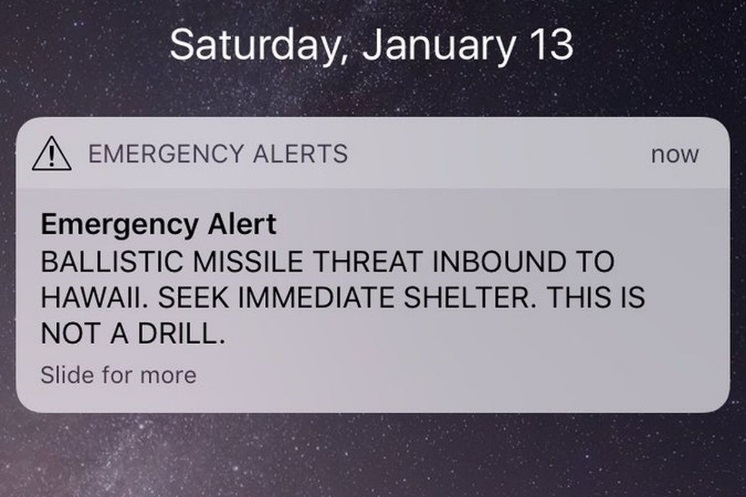 Saturday, January 13
EMERGENCY ALERTS
now
Emergency Alert
BALLISTIC MISSILE THREAT INBOUND TO
HAWAII. SEEK IMMEDIATE SHELTER. THIS IS
NOT A DRILL.
Slide for more